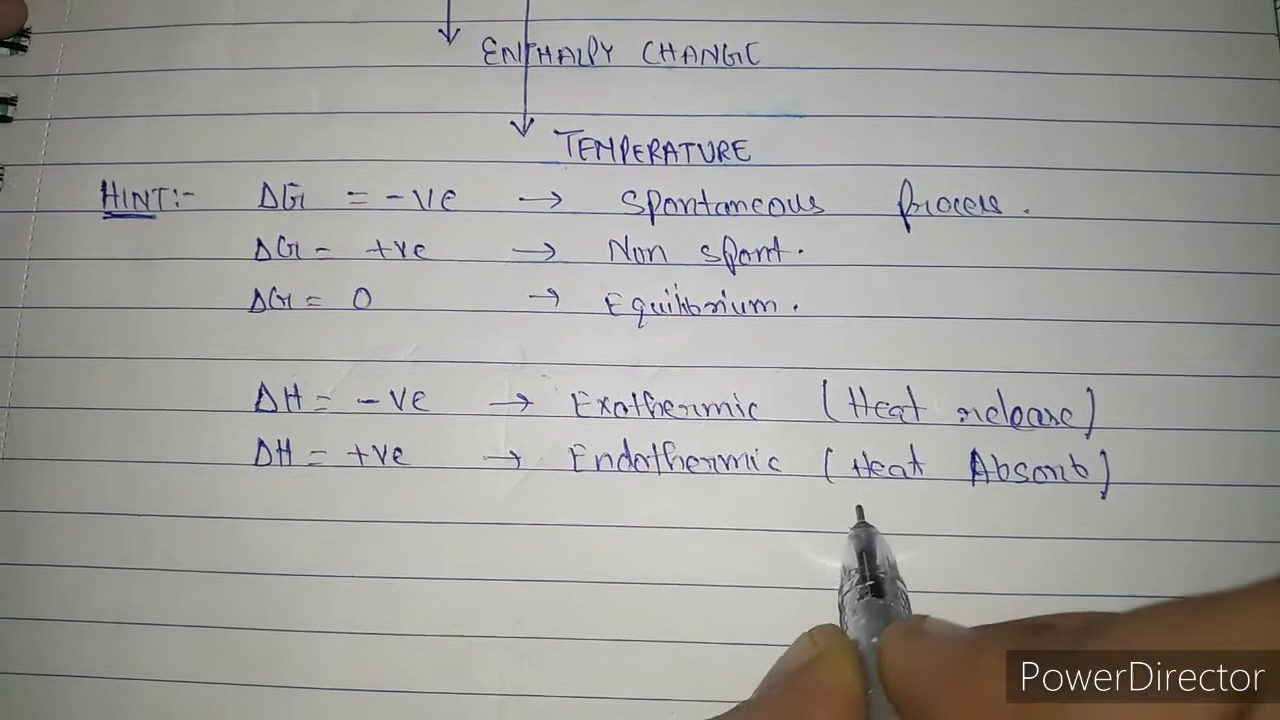 ENTHALPY CHANGE
TEMPERATURE
HINT:- ΔG = -ve → Spontaneous Process.
ΔG = +ve → Non spont.
ΔG = 0 → Equilibrium.
ΔH = -ve → Exothermic (Heat release)
ΔH = +ve → Endothermic (Heat Absorb)
PowerDirector